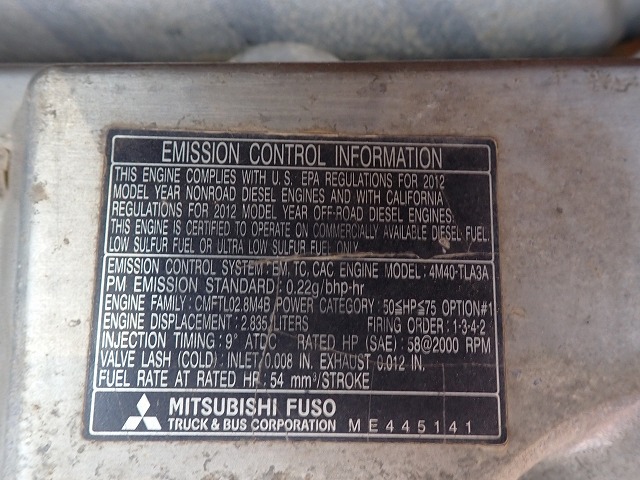 EMISSION CONTROL INFORMATION
THIS ENGINE COMPLIES WITH U.S. EPA REGULATIONS FOR 2012
MODEL YEAR NONROAD DIESEL ENGINES AND WITH CALIFORNIA
REGULATIONS FOR 2012 MODEL YEAR OFF-ROAD DIESEL ENGINES.
THIS ENGINE IS CERTIFIED TO OPERATE ON COMMERCIALLY AVAILABLE DIESEL FUEL.
LOW SULFUR FUEL OR ULTRA LOW SULFUR FUEL ONLY
EMISSION CONTROL SYSTEM : EM, TC, CAC ENGINE MODEL: 4M40-TLA3A
PM EMISSION STANDARD: 0.22g/bhp-hr
ENGINE FAMILY: CMFTL02.8M4B POWER CATEGORY: 50≦HP≦75 OPTION#1
ENGINE DISPLACEMENT: 2.835 LITERS FIRING ORDER: 1-3-4-2
INJECTION TIMING: 9° ATDC RATED HP (SAE): 58@2000 RPM
VALVE LASH (COLD): INLET 0.008 IN. EXHAUST 0.012 IN.
FUEL RATE AT RATED HP: 54 mm³/STROKE
MITSUBISHI FUSO
TRUCK & BUS CORPORATION ME445141